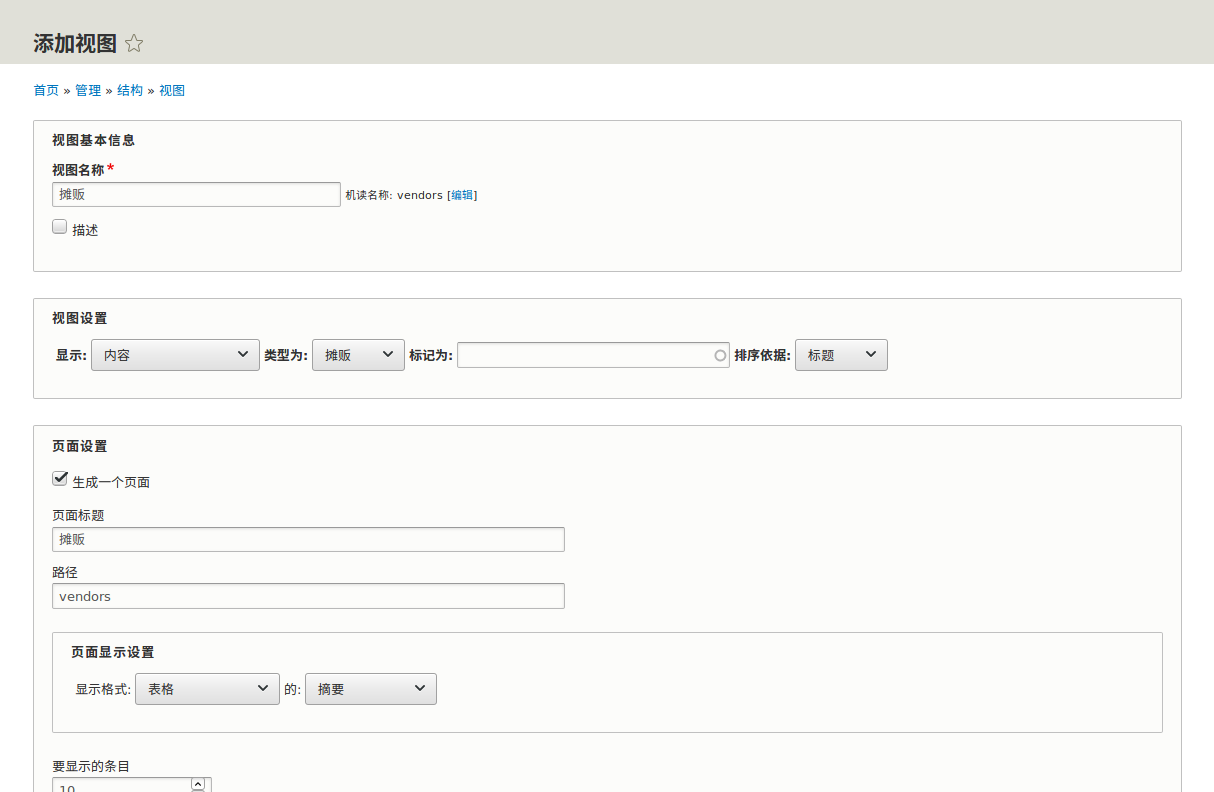 添加视图
首页 » 管理 » 结构 » 视图
视图基本信息
视图名称*
摊贩 机读名称: vendors [编辑]
描述
视图设置
显示: 内容 类型为: 摊贩 标记为: 排序依据: 标题
页面设置
生成一个页面
页面标题
摊贩
路径
vendors
页面显示设置
显示格式: 表格 的: 摘要
要显示的条目
10